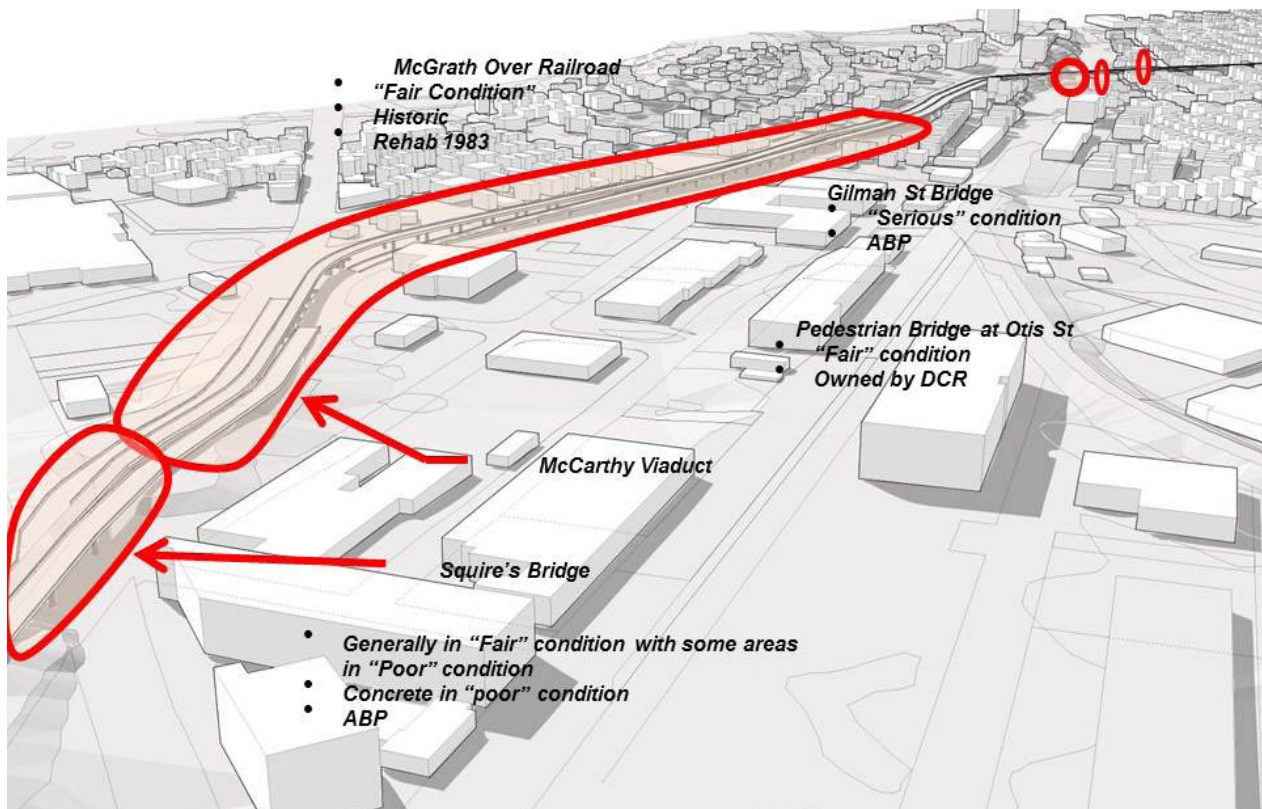 McGrath Over Railroad
"Fair Condition"
Historic
Rehab 1983
Gilman St Bridge
"Serious" condition
ABP
Pedestrian Bridge at Otis St
"Fair" condition
Owned by DCR
McCarthy Viaduct
Squire's Bridge
Generally in "Fair" condition with some areas
in "Poor" condition
Concrete in "poor" condition
ABP